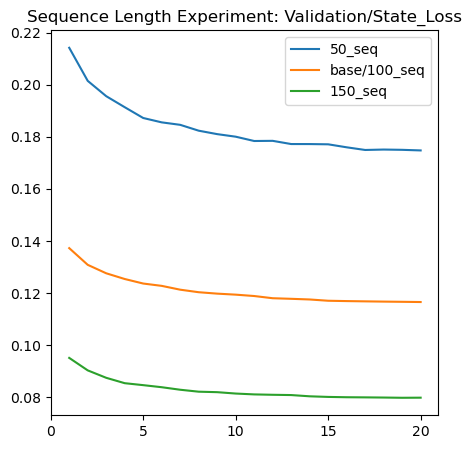 Sequence Length Experiment: Validation/State_Loss
50_seq
base/100_seq
150_seq
0.22
0.20
0.18
0.16
0.14
0.12
0.10
0.08
0 5 10 15 20